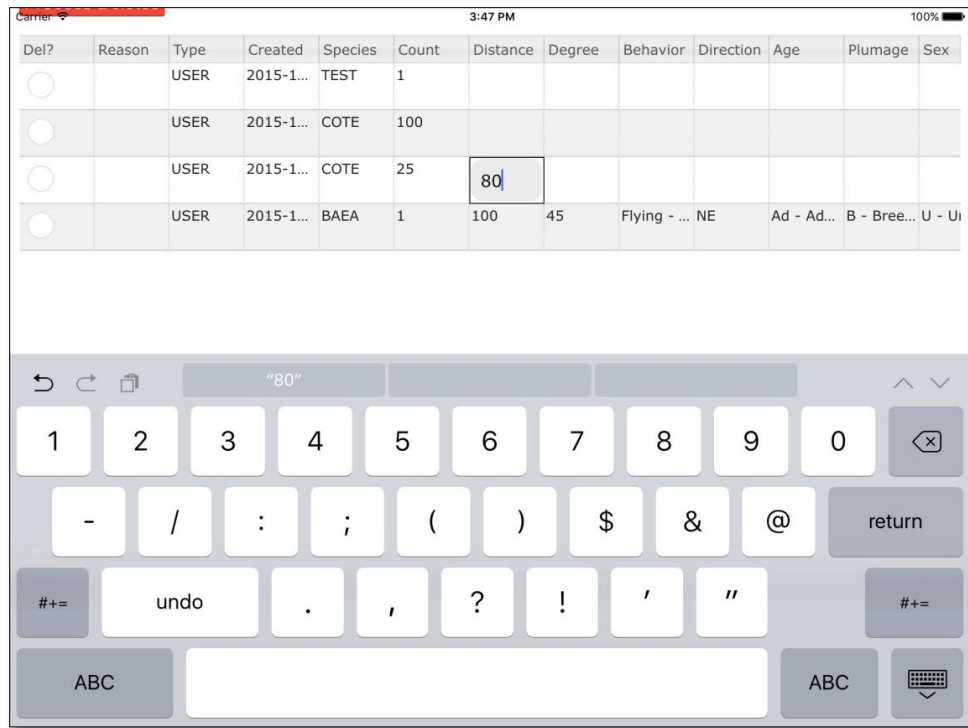 Carrier 3:47 PM 100%
Del? Reason Type Created Species Count Distance Degree Behavior Direction Age Plumage Sex
USER 2015-1... TEST 1
USER 2015-1... COTE 100
USER 2015-1... COTE 25 80
USER 2015-1... BAEA 1 100 45 Flying - ... NE Ad - Ad... B - Bree... U - Un
“80”
1 2 3 4 5 6 7 8 9 0
- / : ; ( ) $ & @ return
#+= undo . , ? ! ' " #+=
ABC ABC